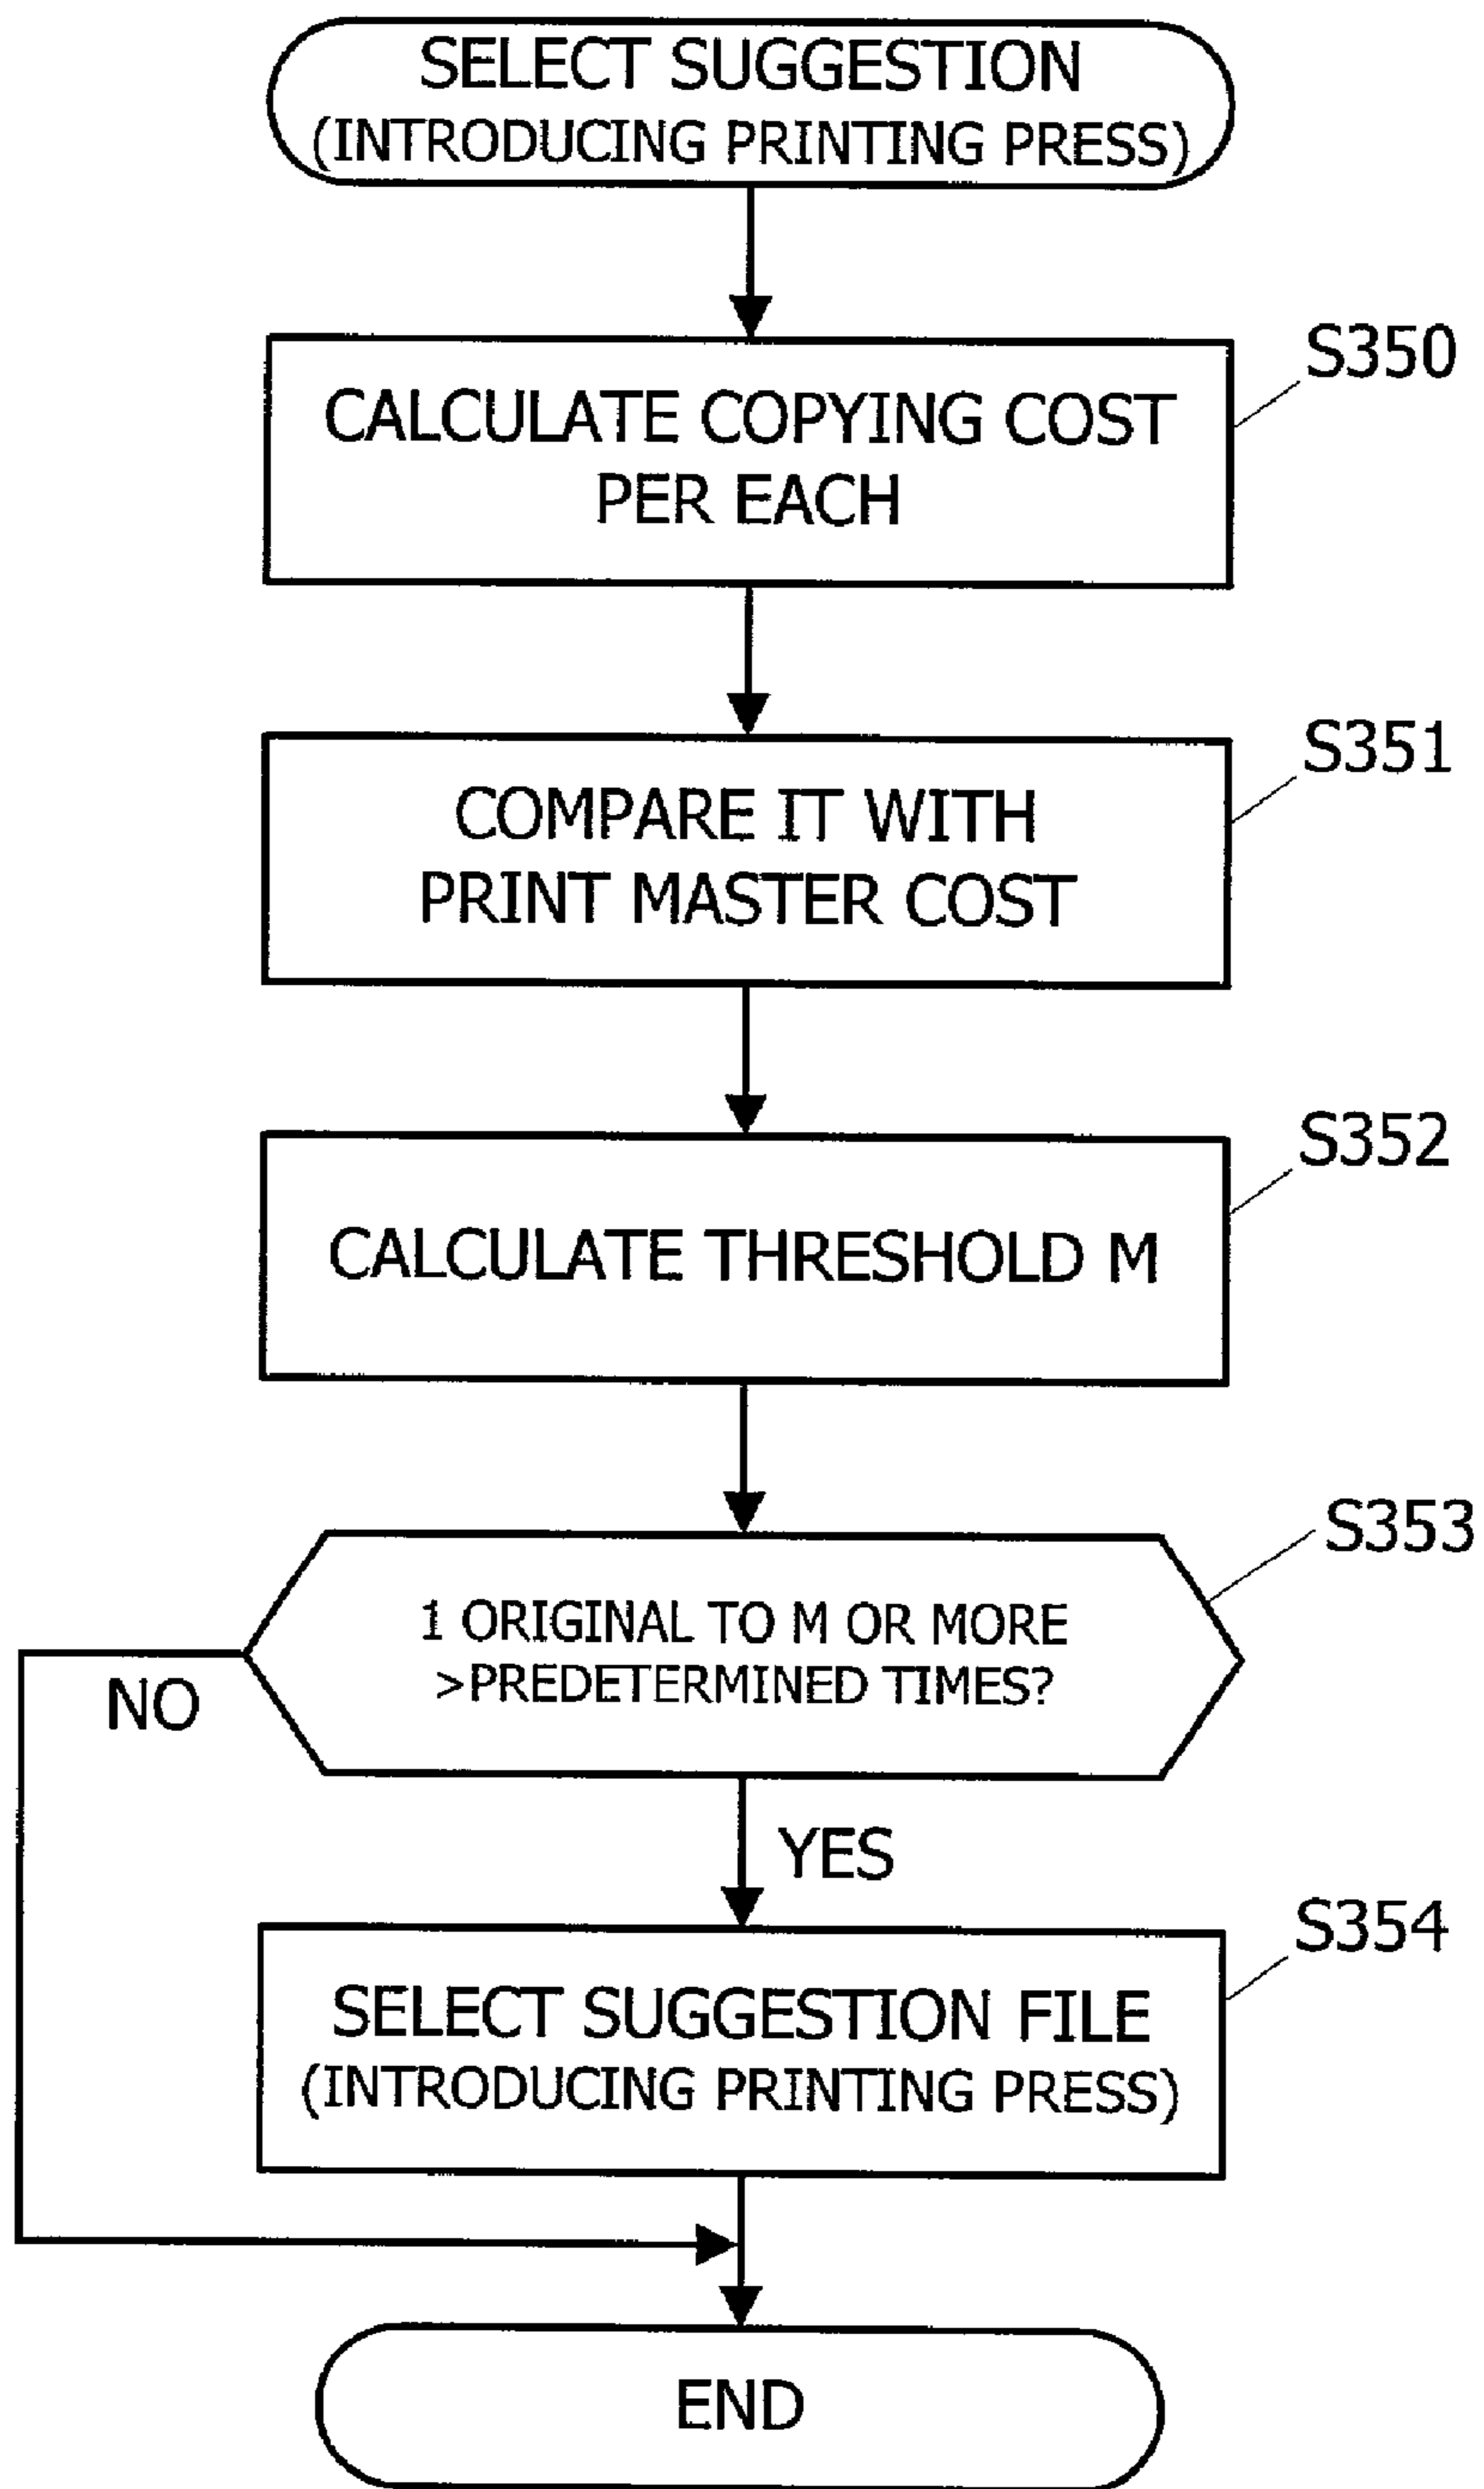 SELECT SUGGESTION
(INTRODUCING PRINTING PRESS)
S350
CALCULATE COPYING COST
PER EACH
S351
COMPARE IT WITH
PRINT MASTER COST
S352
CALCULATE THRESHOLD M
S353
1 ORIGINAL TO M OR MORE
>PREDETERMINED TIMES?
NO
YES
S354
SELECT SUGGESTION FILE
(INTRODUCING PRINTING PRESS)
END